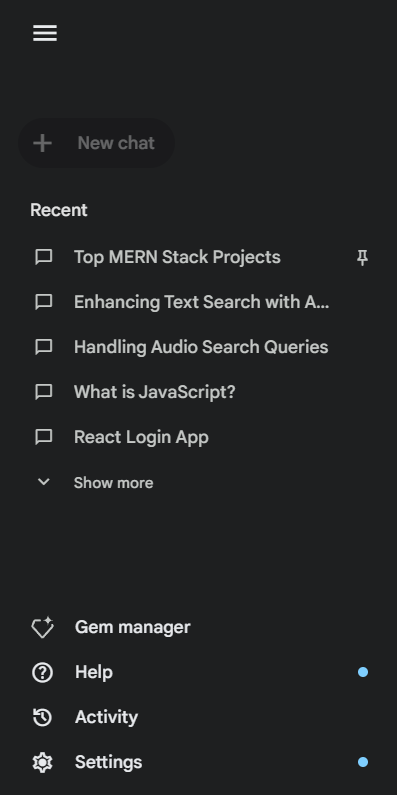 New chat
Recent
Top MERN Stack Projects
Enhancing Text Search with A...
Handling Audio Search Queries
What is JavaScript?
React Login App
Show more
Gem manager
Help
Activity
Settings